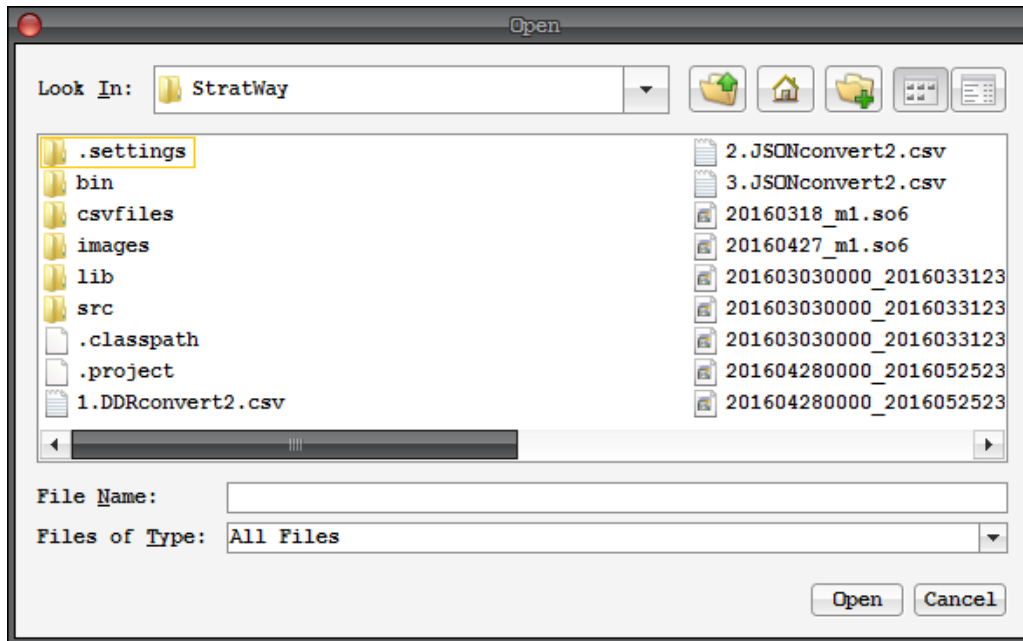 Open
Look In: StratWay
.settings
bin
csvfiles
images
lib
src
.classpath
.project
1.DDRconvert2.csv
2.JSONconvert2.csv
3.JSONconvert2.csv
20160318_m1.so6
20160427_m1.so6
201603030000_2016033123
201603030000_2016033123
201603030000_2016033123
201604280000_2016052523
201604280000_2016052523
File Name:
Files of Type: All Files
Open Cancel